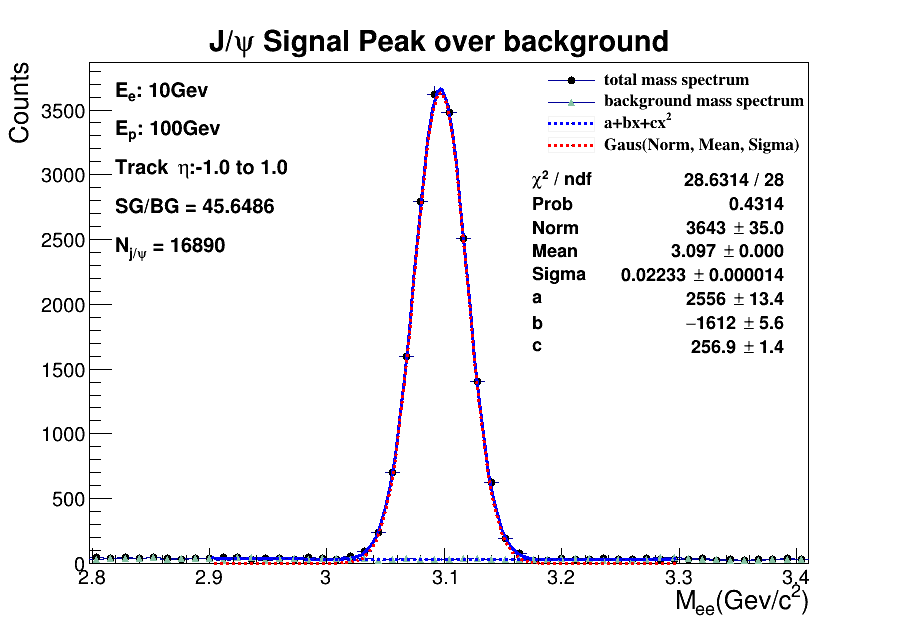 J/ψ Signal Peak over background
Counts
E_e: 10Gev
E_p: 100Gev
Track η:-1.0 to 1.0
SG/BG = 45.6486
N_j/ψ = 16890
total mass spectrum
background mass spectrum
a+bx+cx²
Gaus(Norm, Mean, Sigma)
χ² / ndf 28.6314 / 28
Prob 0.4314
Norm 3643 ± 35.0
Mean 3.097 ± 0.000
Sigma 0.02233 ± 0.000014
a 2556 ± 13.4
b −1612 ± 5.6
c 256.9 ± 1.4
3500
3000
2500
2000
1500
1000
500
0
2.8 2.9 3 3.1 3.2 3.3 3.4
M_ee(Gev/c²)